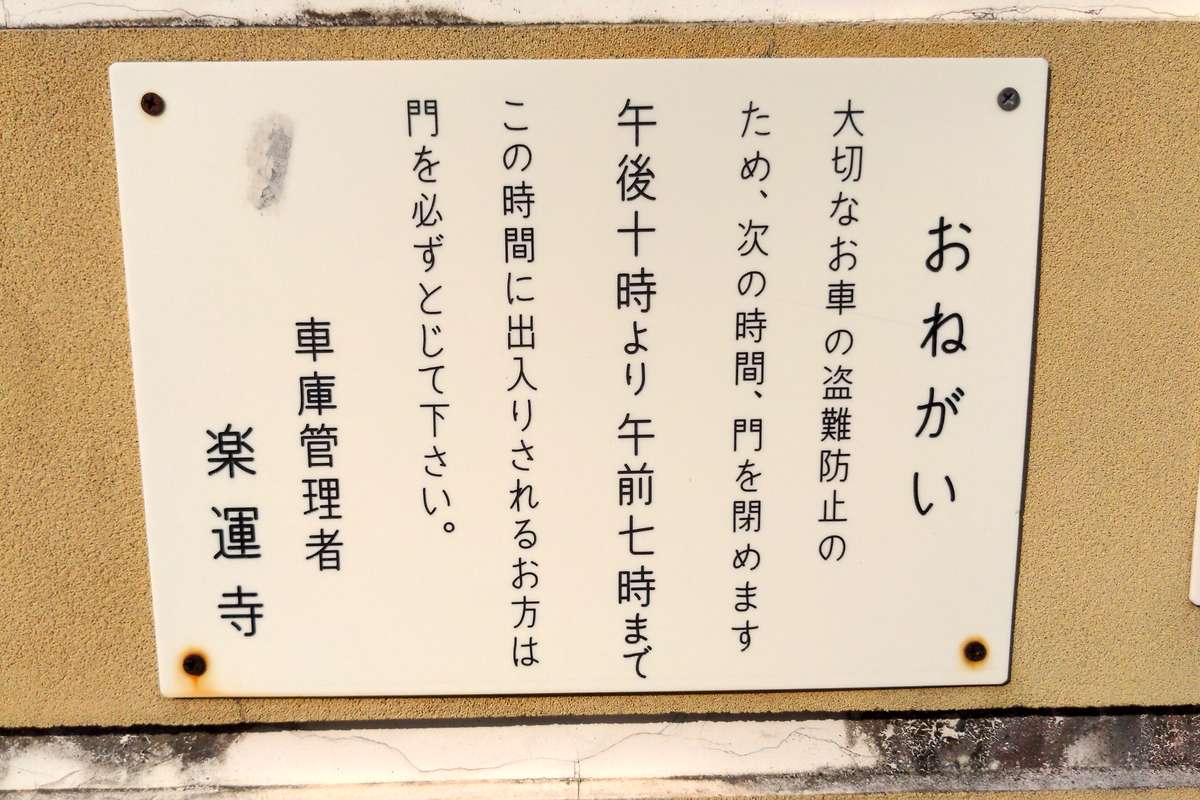 おねがい
大切なお車の盗難防止の
ため、次の時間、門を閉めます
午後十時より午前七時まで
この時間に出入りされるお方は
門を必ずとじて下さい。
車庫管理者
楽運寺